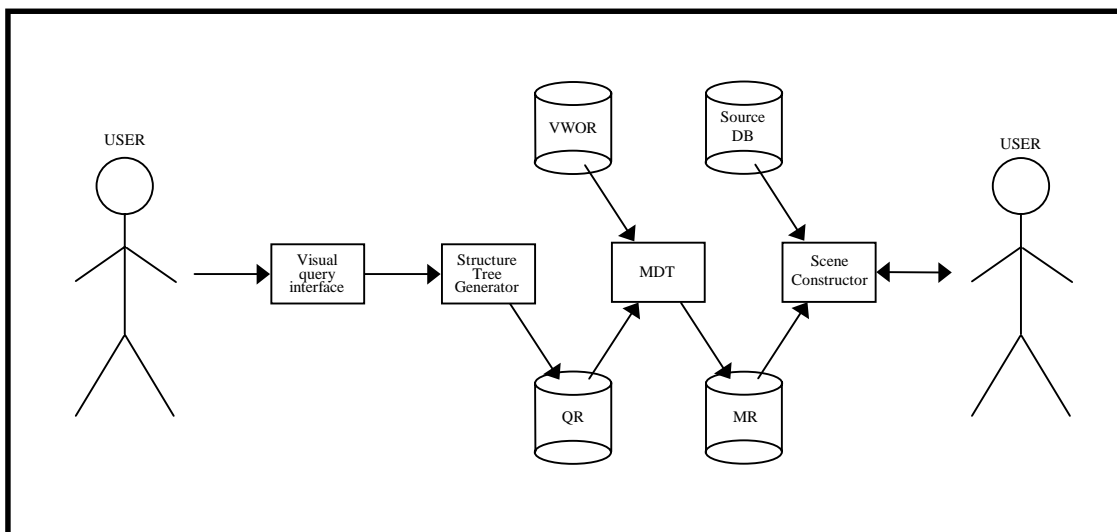 USER
Visual
query
interface
Structure
Tree
Generator
VWOR
QR
MDT
Source
DB
MR
Scene
Constructor
USER